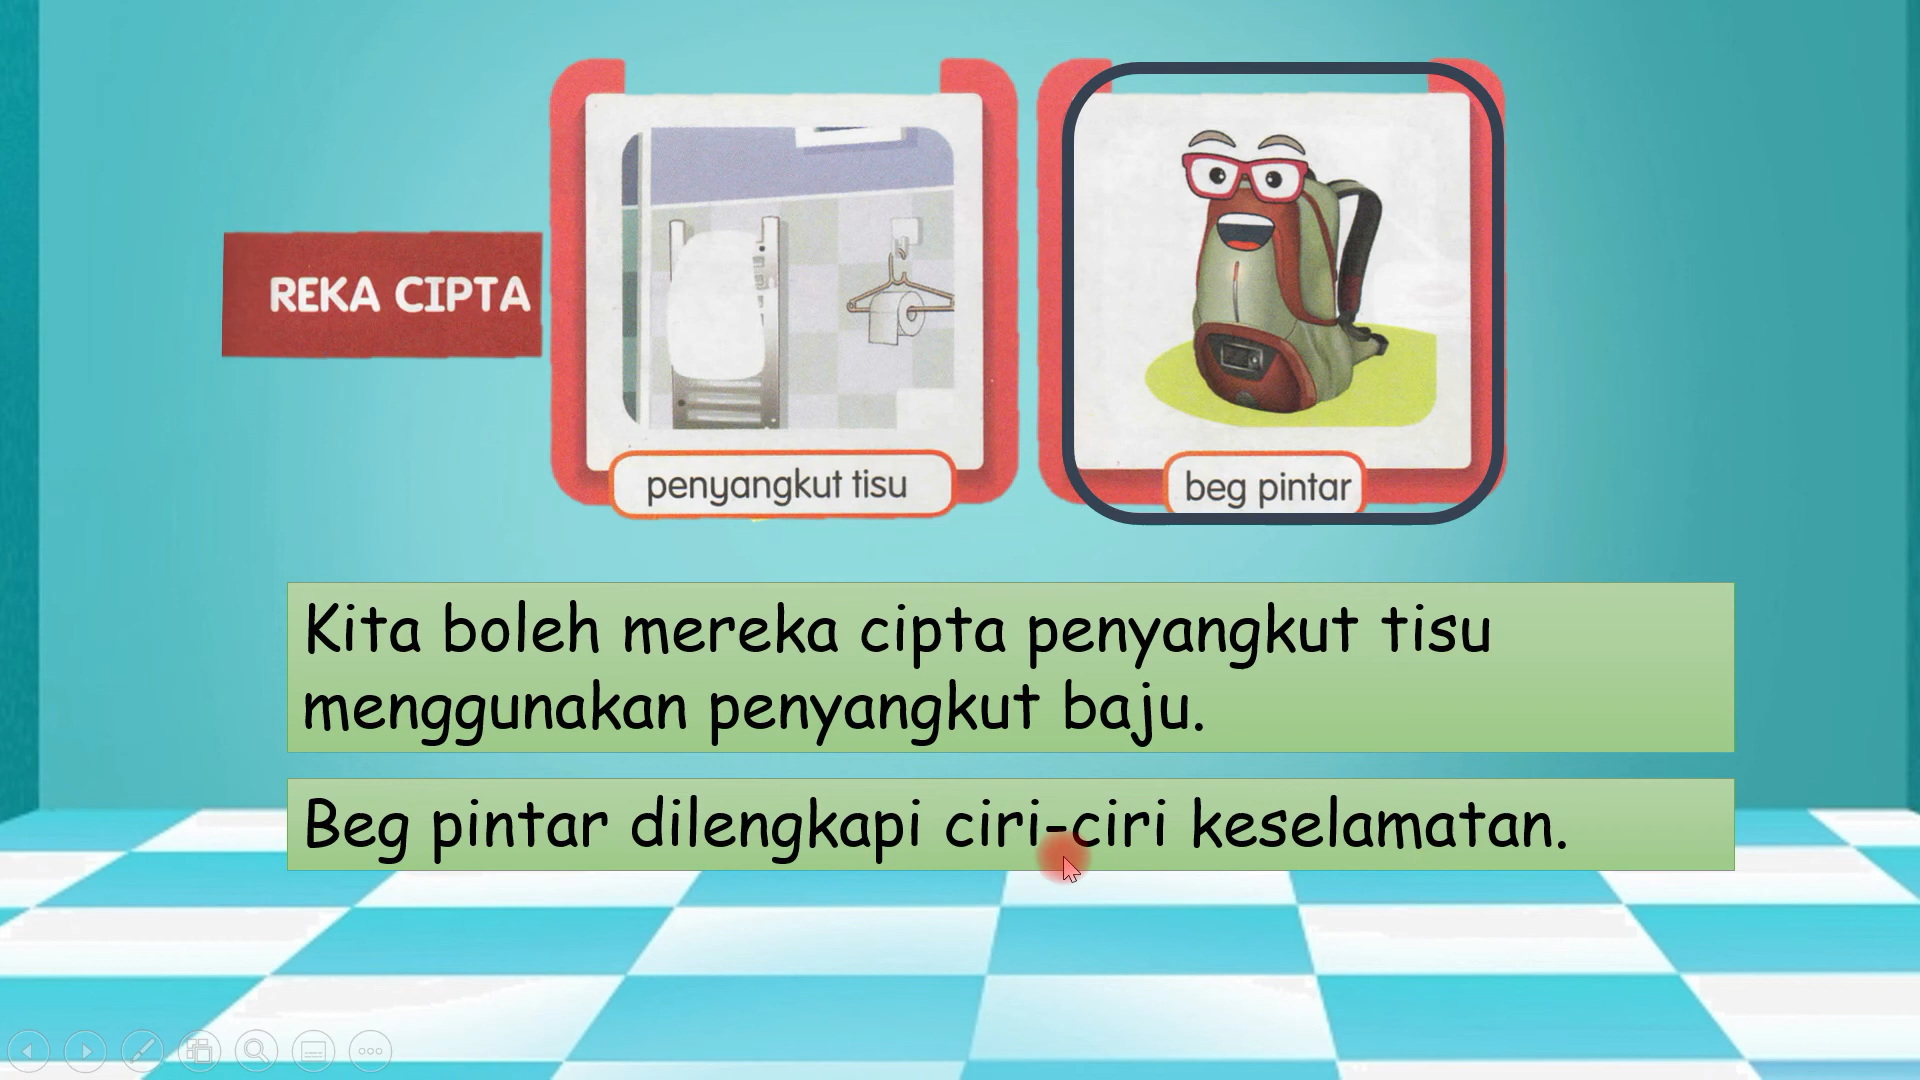 REKA CIPTA
penyangkut tisu
beg pintar
Kita boleh mereka cipta penyangkut tisu
menggunakan penyangkut baju.
Beg pintar dilengkapi ciri-ciri keselamatan.